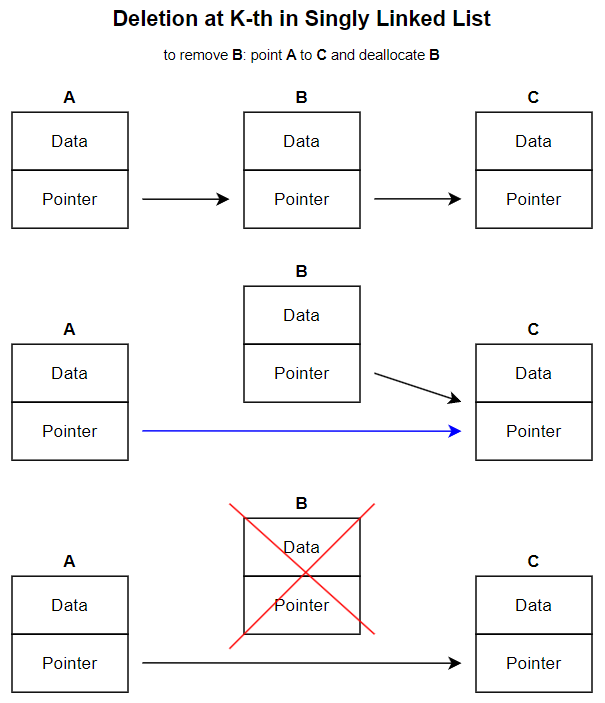 Deletion at K-th in Singly Linked List
to remove B: point A to C and deallocate B
A B C
Data Data Data
Pointer Pointer Pointer
B
Data
A C
Data Pointer Data
Pointer Pointer
B
Data
A C
Data Pointer Data
Pointer Pointer